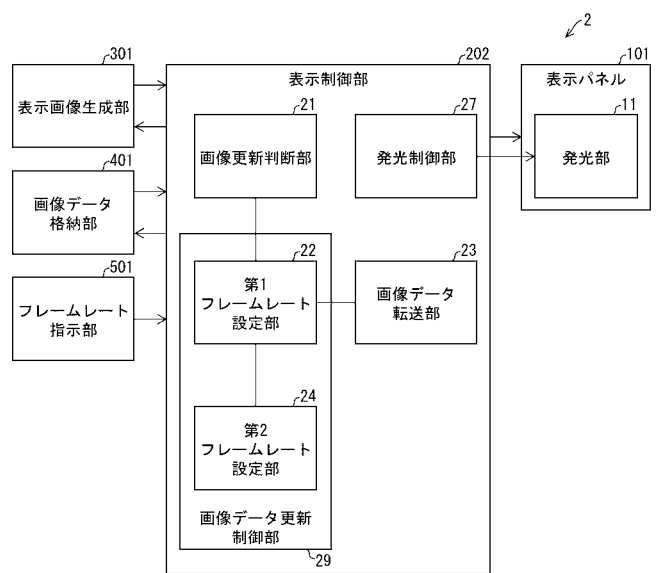 2
301
表示画像生成部
202
表示制御部
101
表示パネル
21
画像更新判断部
27
発光制御部
11
発光部
401
画像データ
格納部
501
フレームレート
指示部
22
第1
フレームレート
設定部
23
画像データ
転送部
24
第2
フレームレート
設定部
画像データ更新
制御部
29